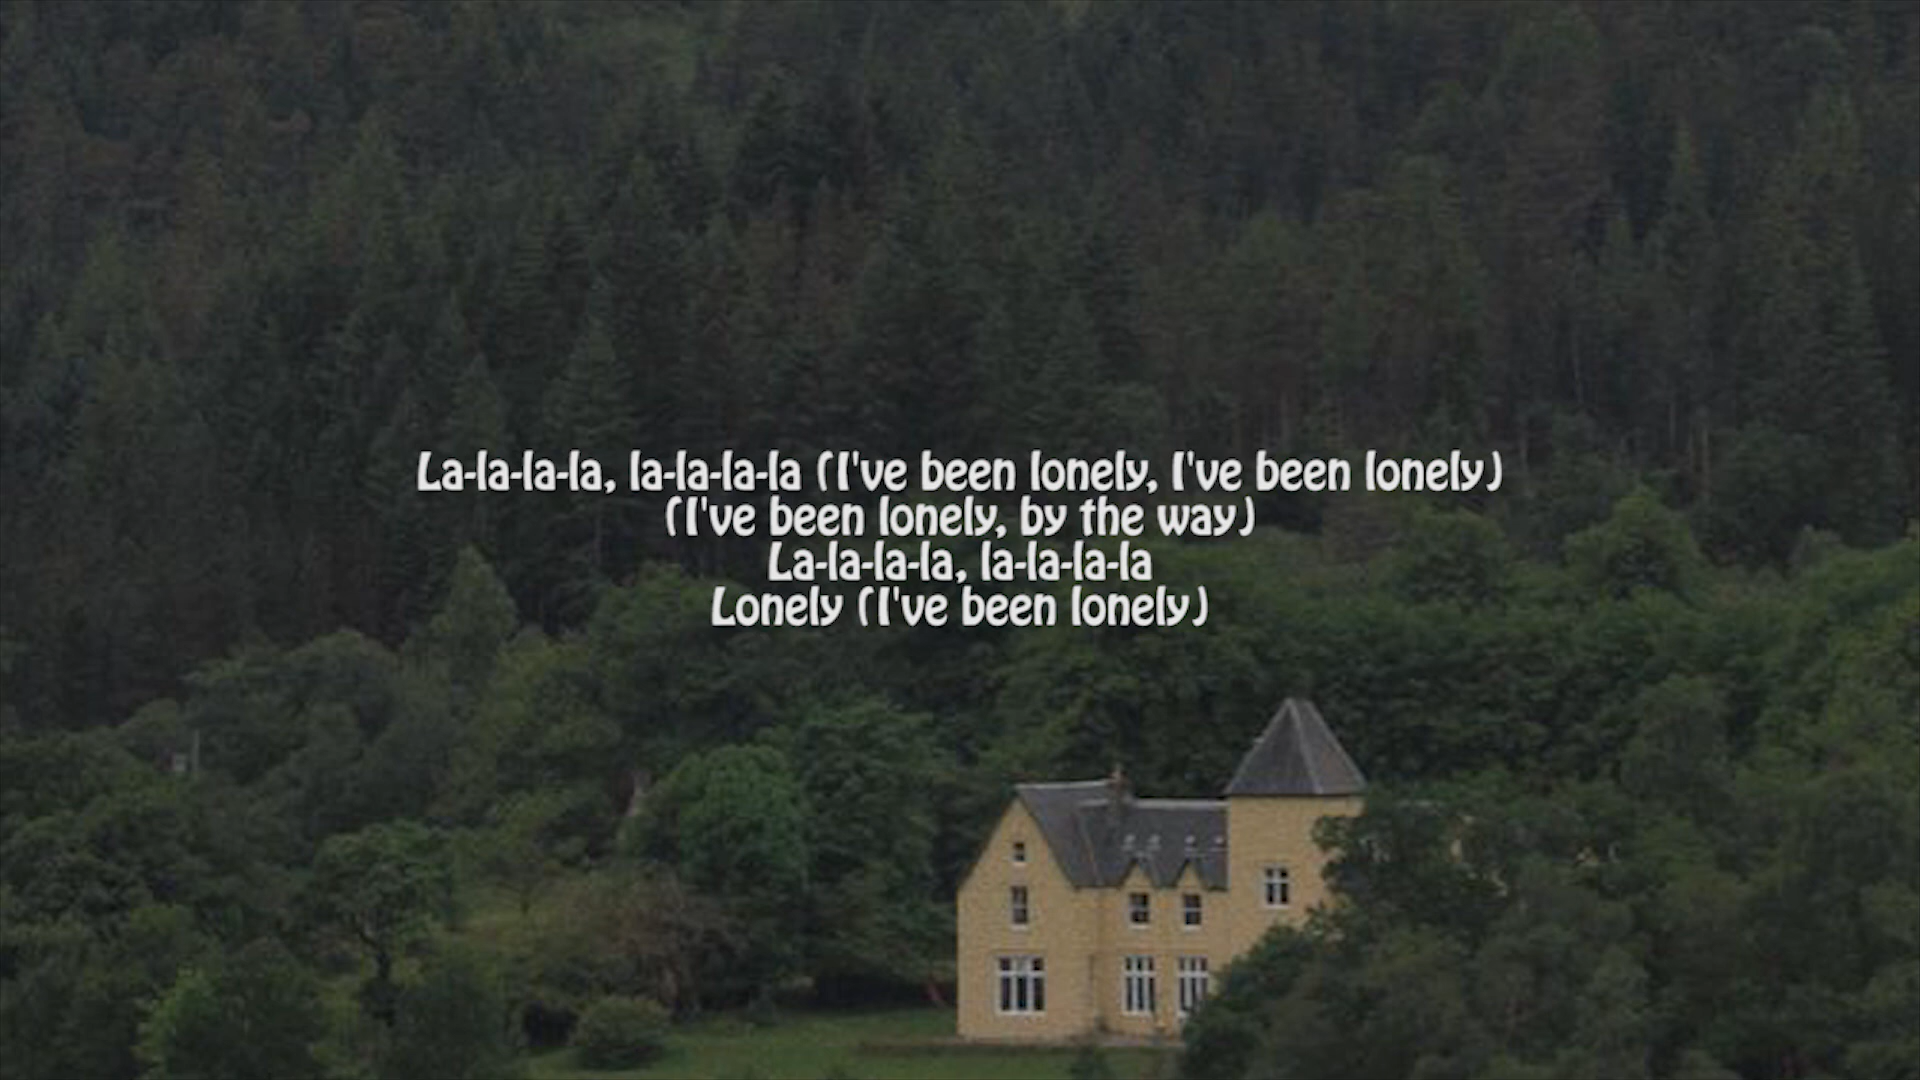 La-la-la-la, la-la-la-la (I've been lonely, I've been lonely)
(I've been lonely, by the way)
La-la-la-la, la-la-la-la
Lonely (I've been lonely)